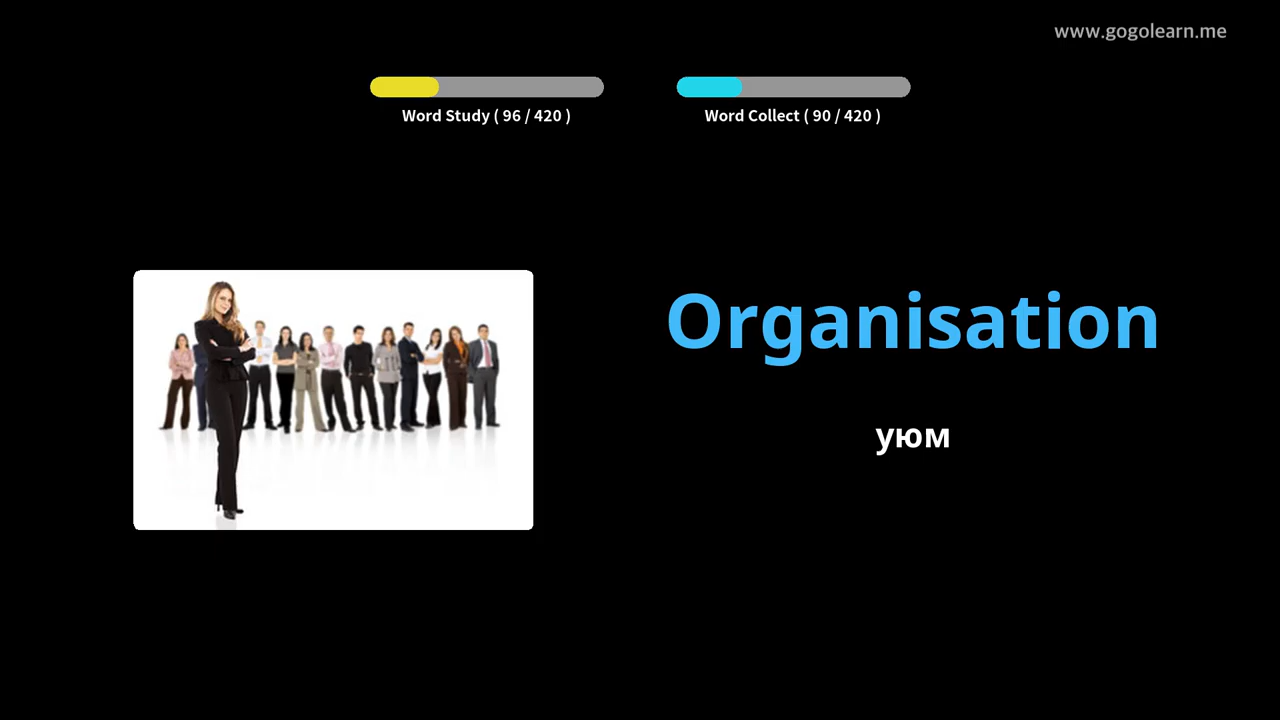 www.gogolearn.me
Word Study ( 96 / 420 )
Word Collect ( 90 / 420 )
Organisation
уюм